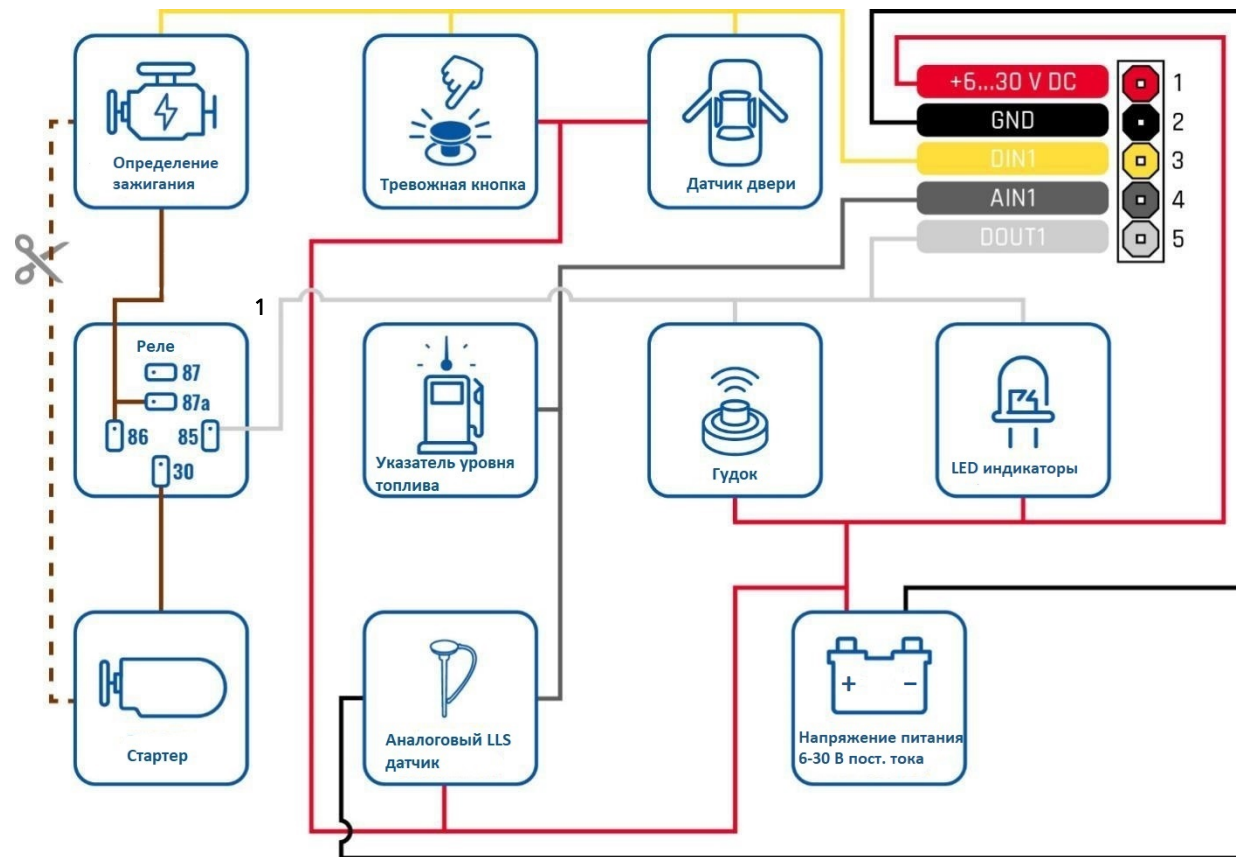 +6...30 V DC
1
GND
2
DIN1
3
AIN1
4
DOUT1
5
Определение
зажигания
Тревожная кнопка
Датчик двери
1
Реле
87
87a
86
85
30
Указатель уровня
топлива
Гудок
LED индикаторы
Стартер
Аналоговый LLS
датчик
+
−
Напряжение питания
6-30 В пост. тока